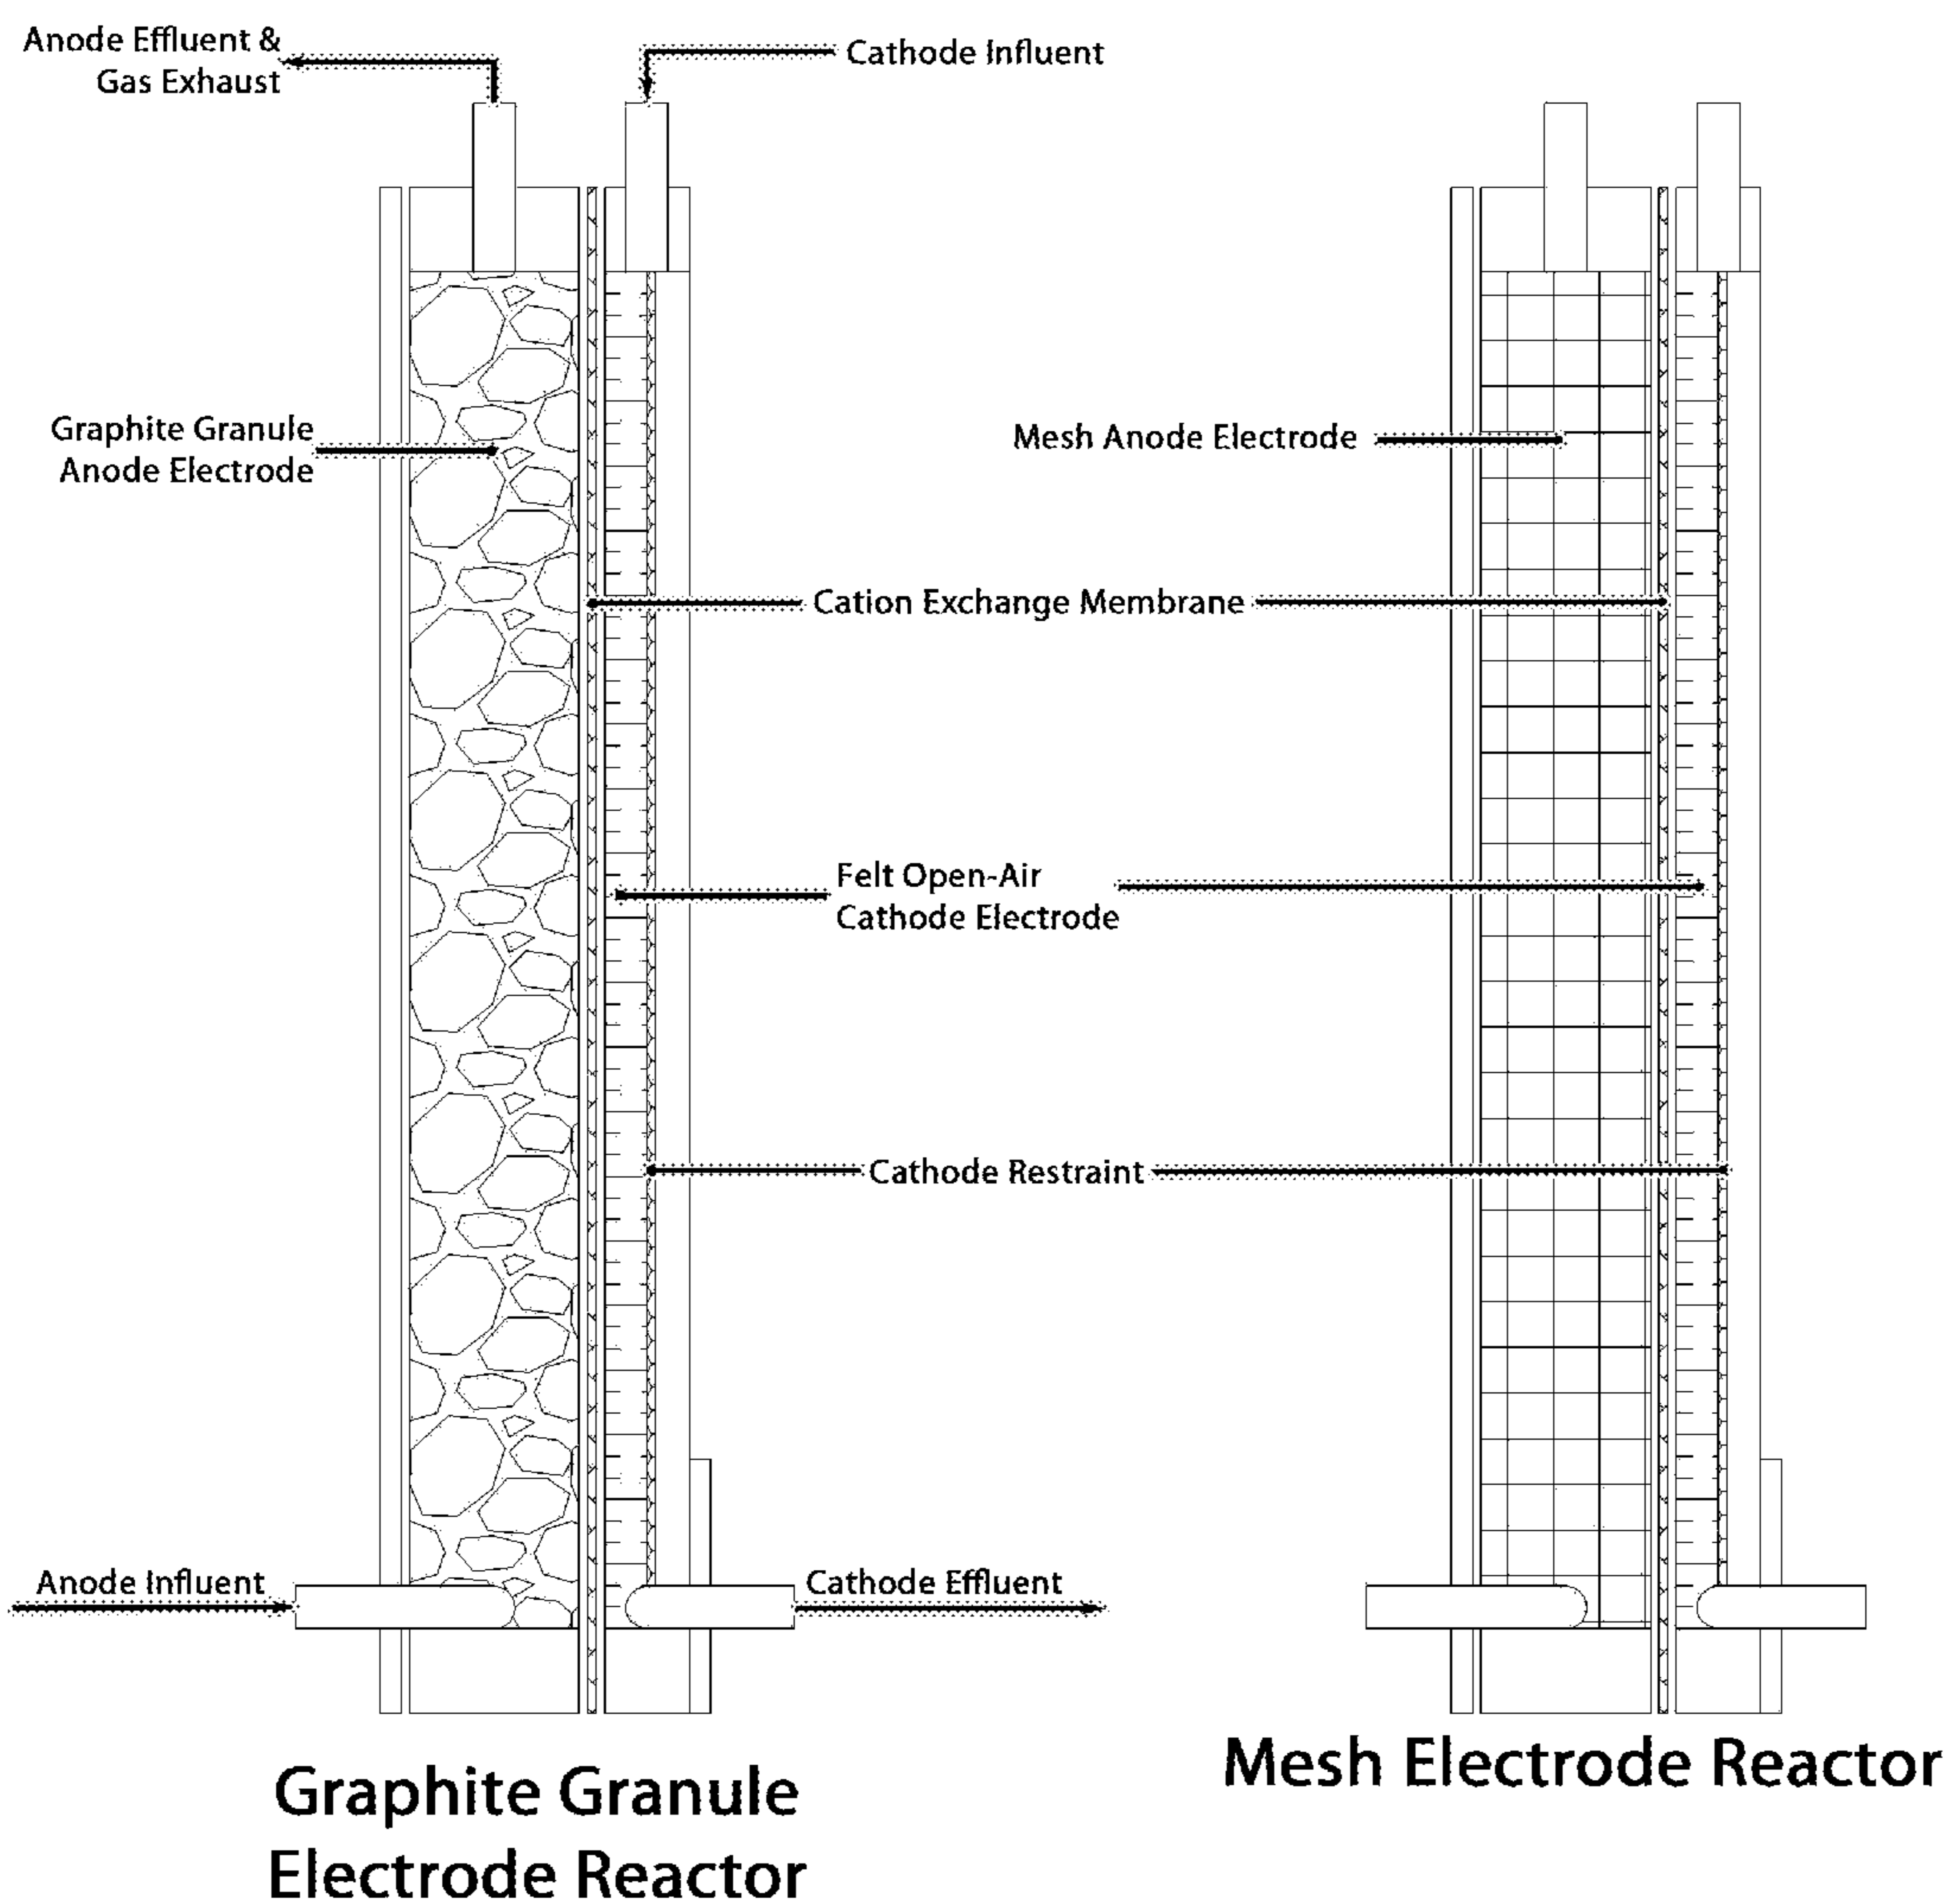 Anode Effluent &
Gas Exhaust
Cathode Influent
Graphite Granule
Anode Electrode
Mesh Anode Electrode
Cation Exchange Membrane
Felt Open-Air
Cathode Electrode
Cathode Restraint
Anode Influent
Cathode Effluent
Graphite Granule
Electrode Reactor
Mesh Electrode Reactor